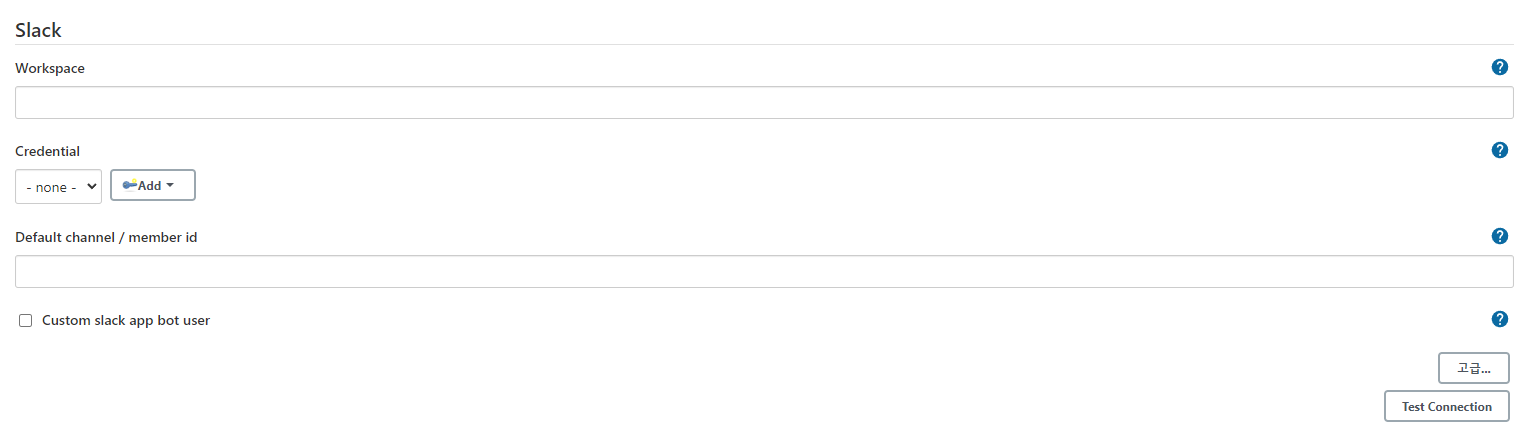 Slack
Workspace
Credential
- none -
Add
Default channel / member id
Custom slack app bot user
고급...
Test Connection